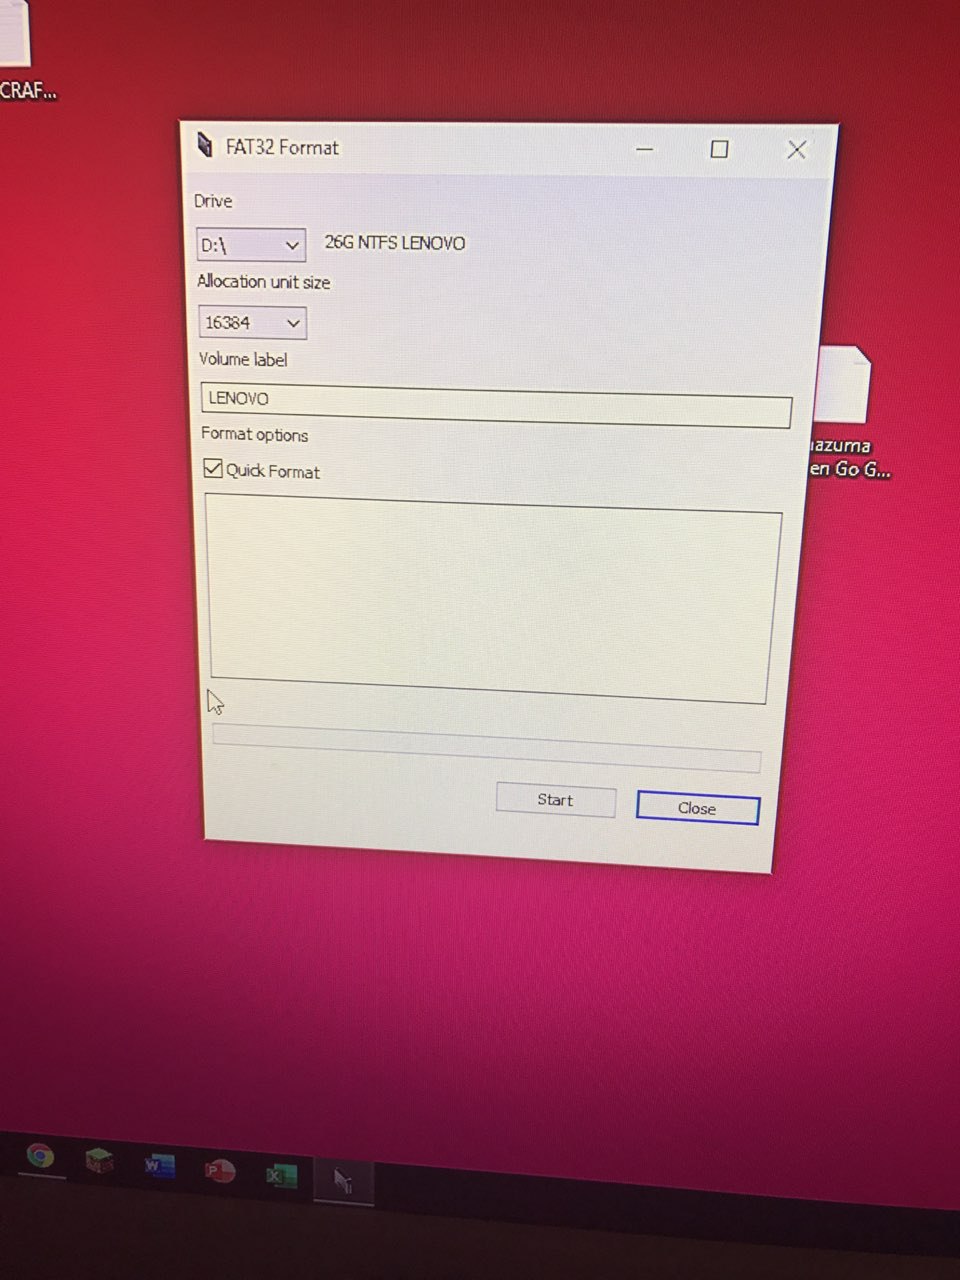 CRAF...
FAT32 Format
Drive
D:\
26G NTFS LENOVO
Allocation unit size
16384
Volume label
LENOVO
Format options
Quick Format
azuma
en Go G...
Start
Close